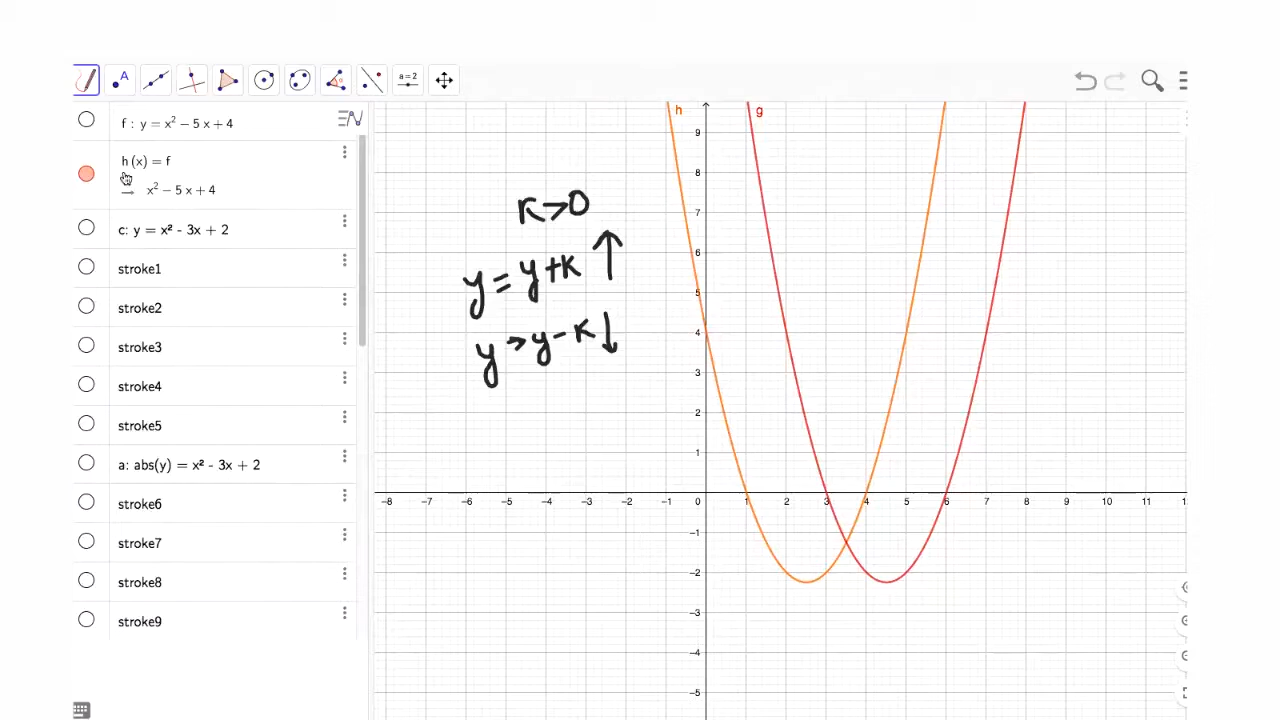 A
a = 2
f : y = x² − 5 x + 4
h (x) = f
→ x² − 5 x + 4
c: y = x² - 3x + 2
stroke1
stroke2
stroke3
stroke4
stroke5
a: abs(y) = x² - 3x + 2
stroke6
stroke7
stroke8
stroke9
h
g
K>0
y = y+K ↑
y → y-K ↓
9
8
7
6
5
4
3
2
1
−8 −7 −6 −5 −4 −3 −2 −1 0 1 2 3 4 5 6 7 8 9 10 11
−1
−2
−3
−4
−5